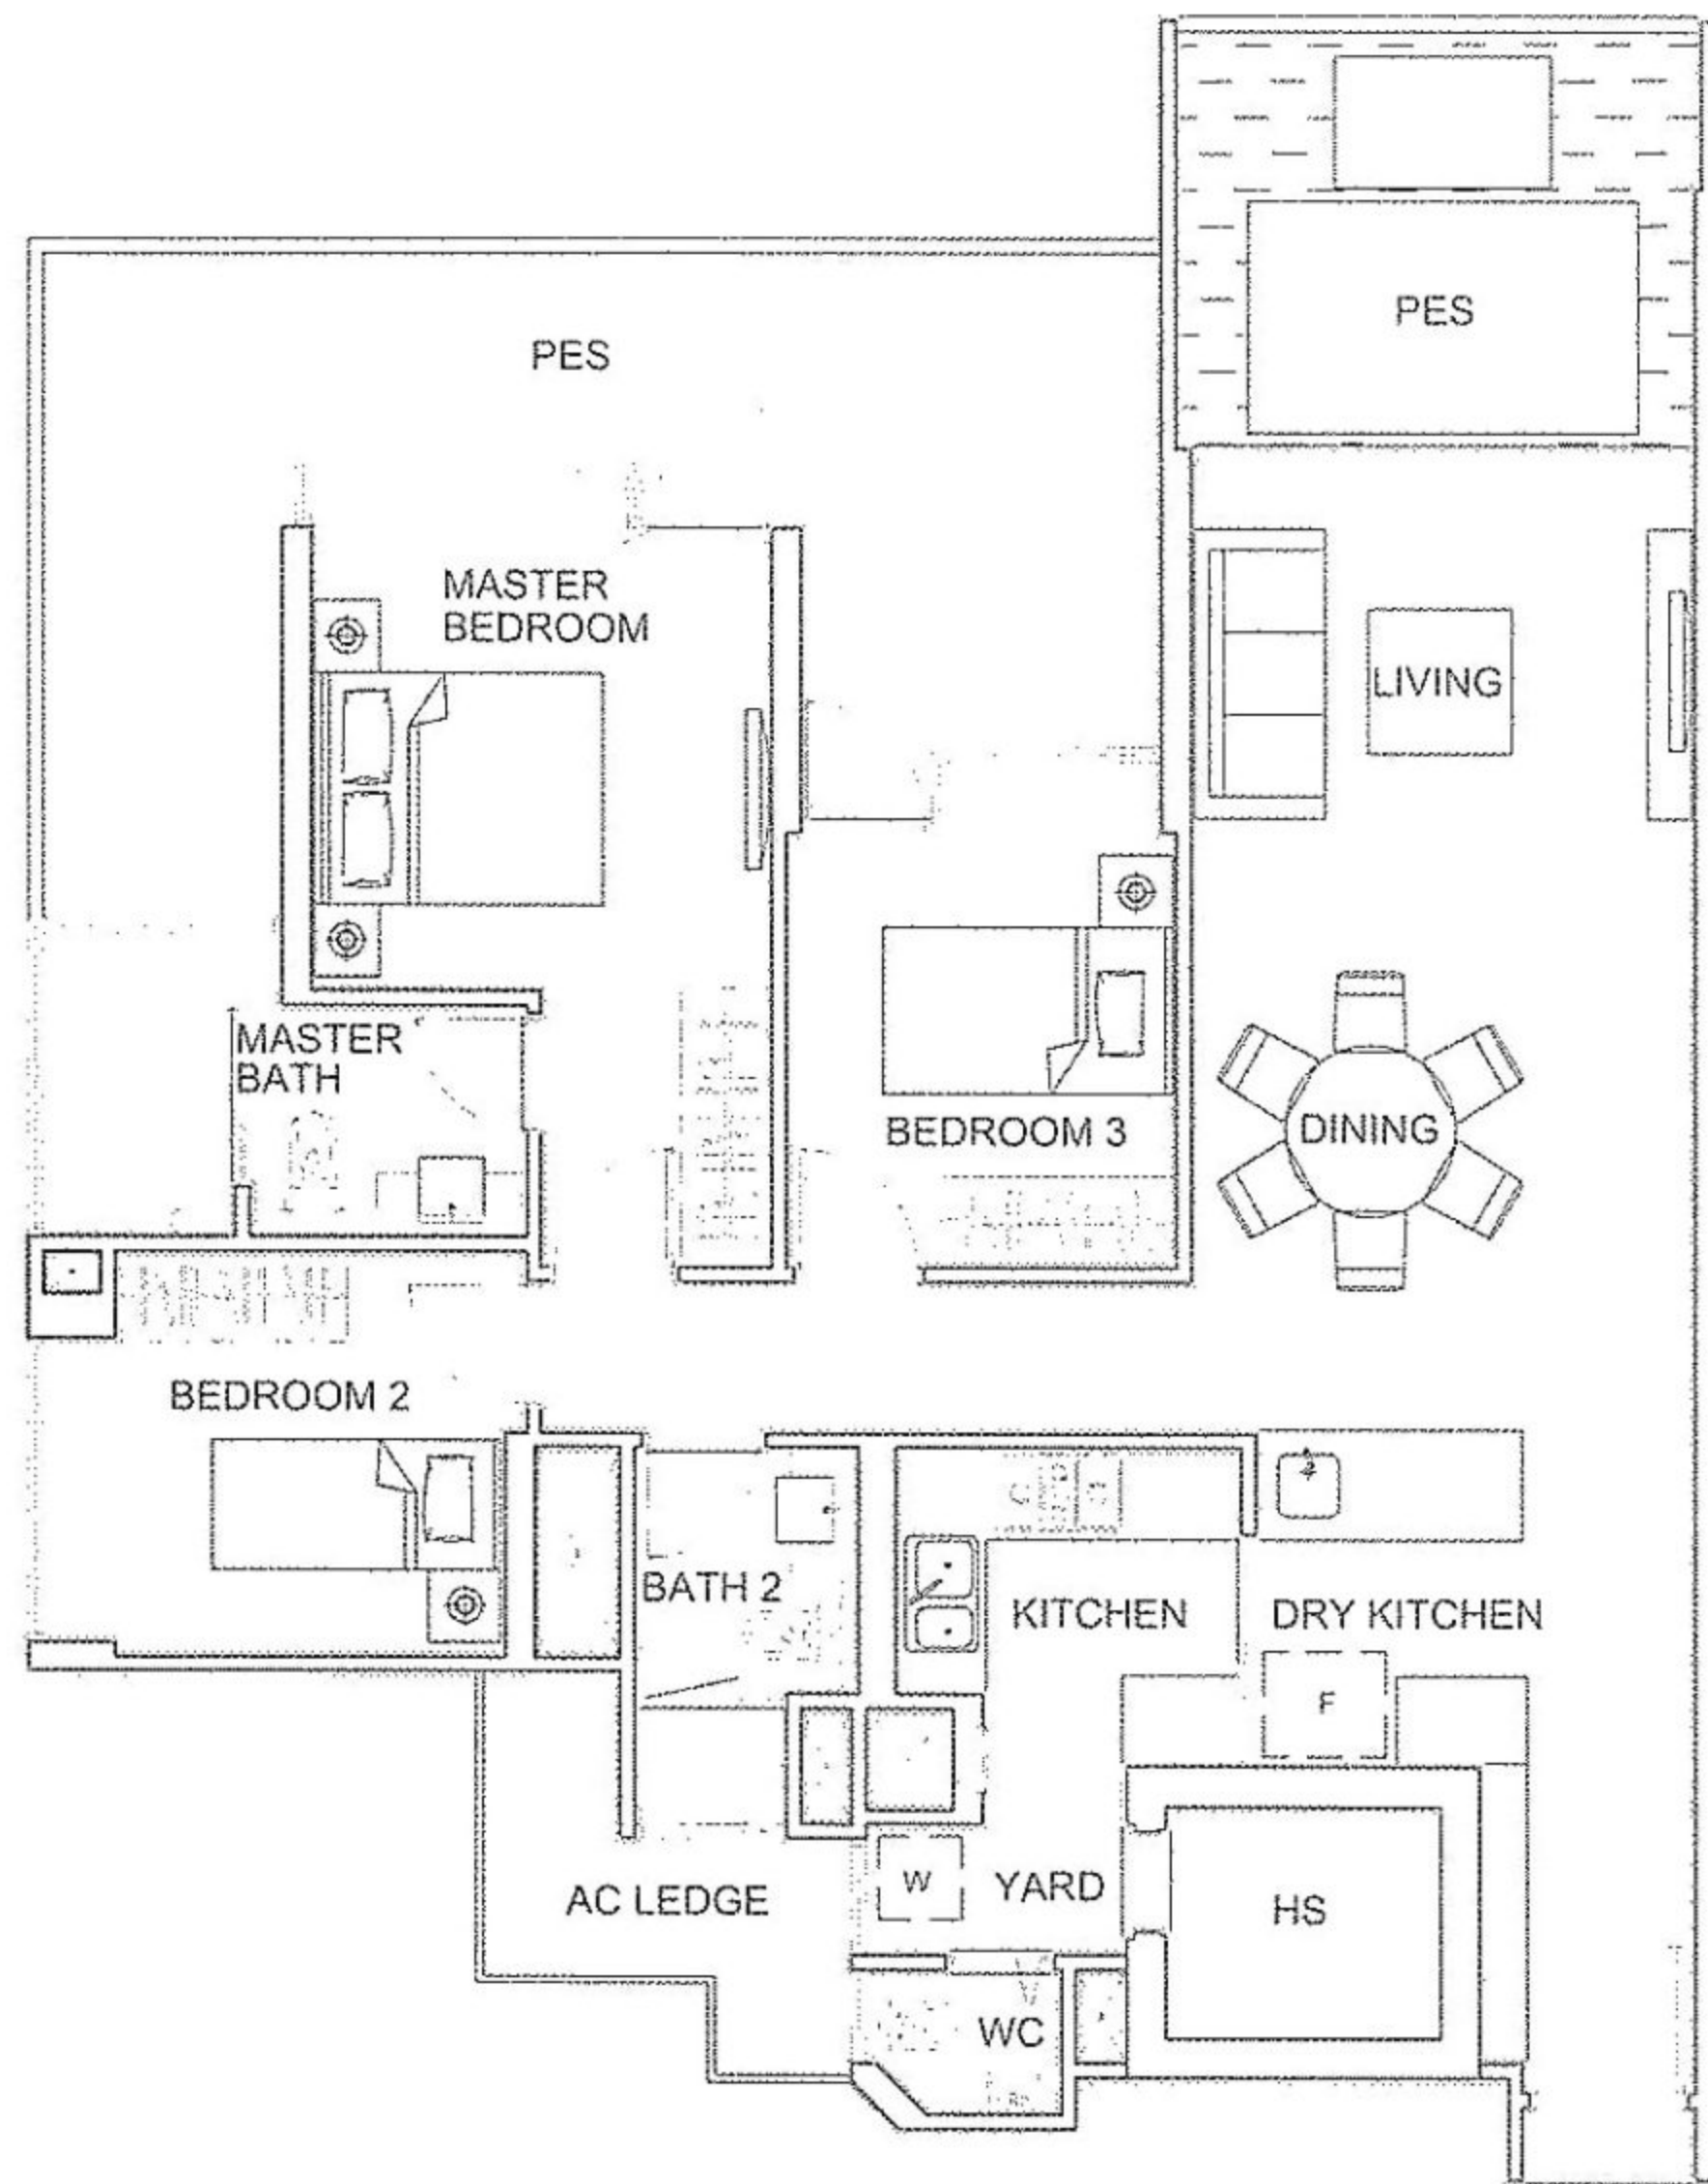 PES
PES
MASTER
BEDROOM
LIVING
MASTER
BATH
BEDROOM 3
DINING
BEDROOM 2
BATH 2
KITCHEN
DRY KITCHEN
F
AC LEDGE
W
YARD
HS
WC